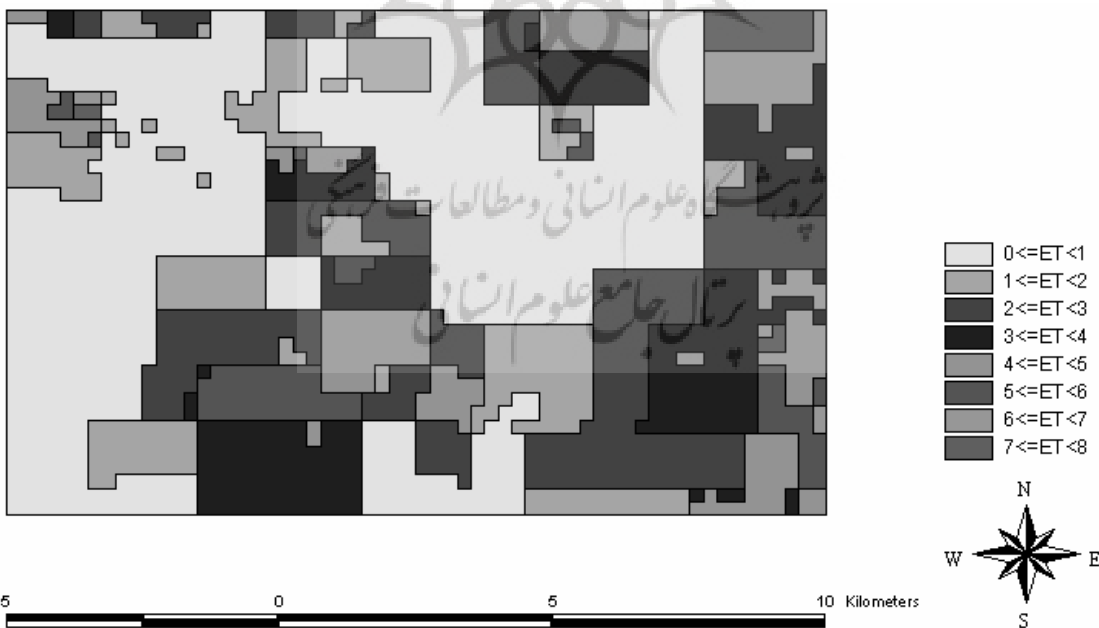 پژوهشگاه علوم انسانی و مطالعات فرهنگی
پرتال جامع علوم انسانی
0<=ET<1
1<=ET<2
2<=ET<3
3<=ET<4
4<=ET<5
5<=ET<6
6<=ET<7
7<=ET<8
N
W E
S
5 0 5 10 Kilometers